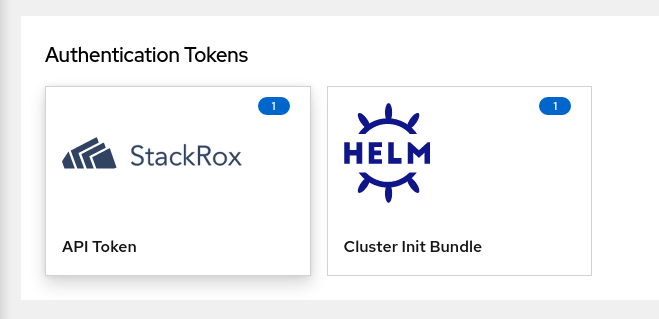 Authentication Tokens
1
StackRox
API Token
1
HELM
Cluster Init Bundle